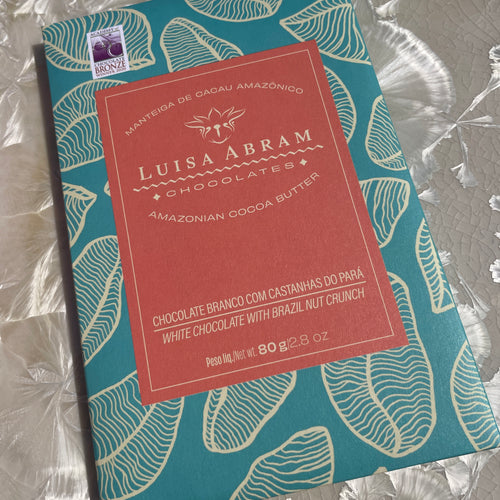 CHOCOLATE
BRONZE
MANTEIGA DE CACAU AMAZÔNICO
LUISA ABRAM
CHOCOLATES
AMAZONIAN COCOA BUTTER
CHOCOLATE BRANCO COM CASTANHAS DO PARÁ
WHITE CHOCOLATE WITH BRAZIL NUT CRUNCH
Peso líq./Net wt. 80 g|2.8 oz